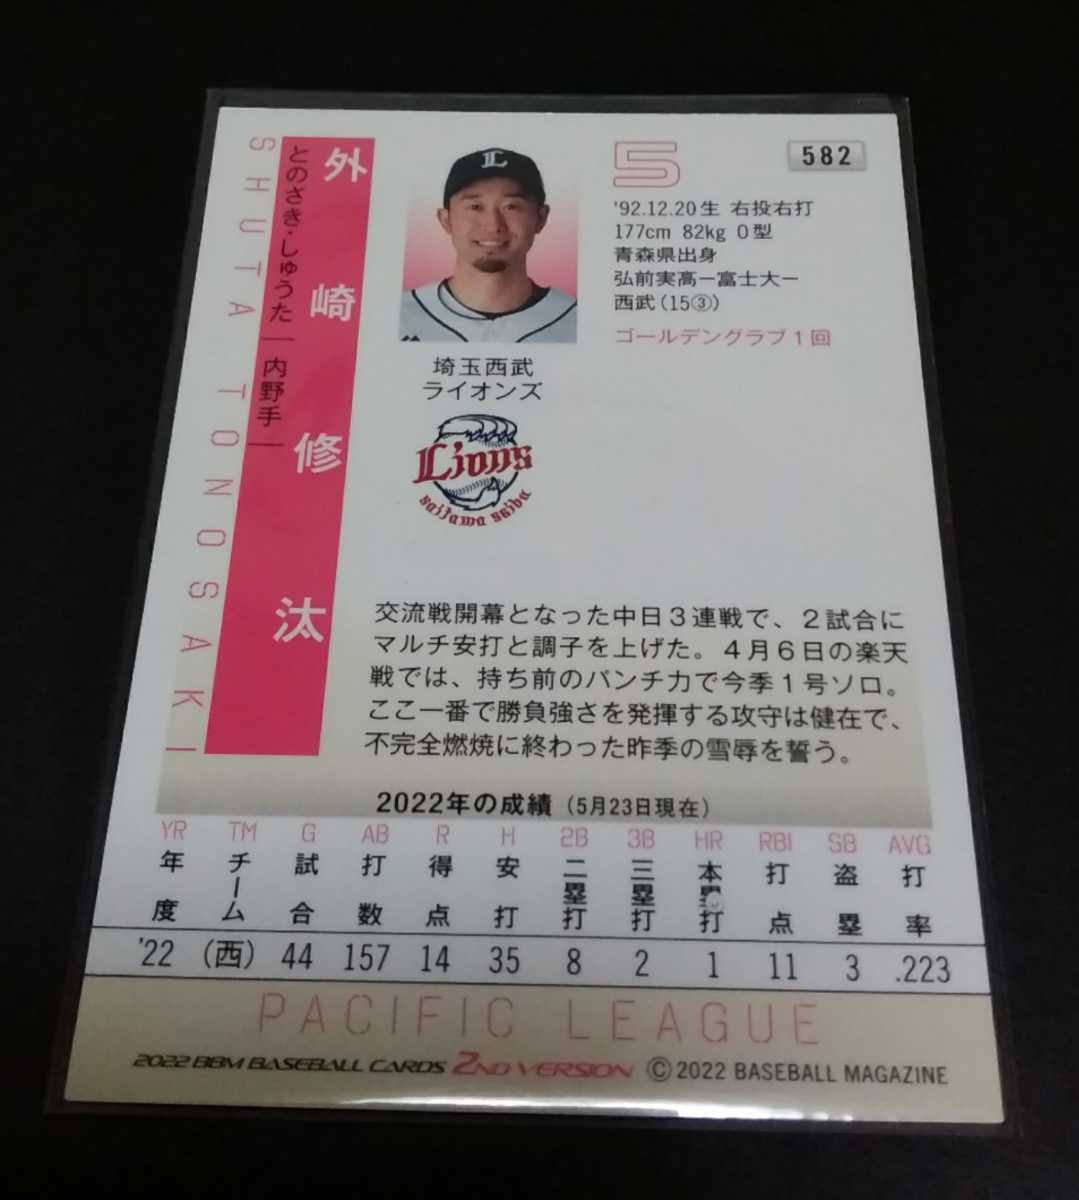 外崎修汰
とのさき・しゅうた｜内野手｜
SHUTA TONOSAKI
L
5
582
'92.12.20生 右投右打
177cm 82kg O型
青森県出身
弘前実高ー富士大ー
西武(15③)
ゴールデングラブ1回
埼玉西武
ライオンズ
Lions
saitama seibu
交流戦開幕となった中日3連戦で、2試合に
マルチ安打と調子を上げた。4月6日の楽天
戦では、持ち前のパンチ力で今季1号ソロ。
ここ一番で勝負強さを発揮する攻守は健在で、
不完全燃焼に終わった昨季の雪辱を誓う。
2022年の成績（5月23日現在）
YR TM G AB R H 2B 3B HR RBI SB AVG
年度 チーム 試合 打数 得点 安打 二塁打 三塁打 本塁打 打点 盗塁 打率
'22 (西) 44 157 14 35 8 2 1 11 3 .223
PACIFIC LEAGUE
2022 BBM BASEBALL CARDS 2ND VERSION © 2022 BASEBALL MAGAZINE